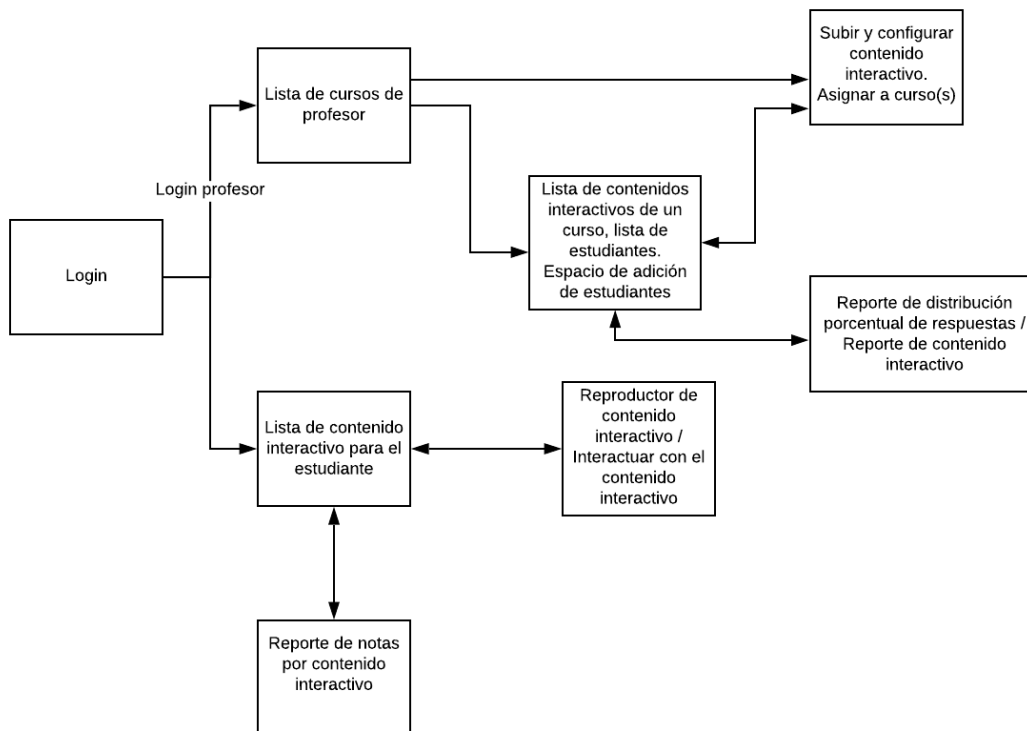 Subir y configurar
contenido
interactivo.
Asignar a curso(s)
Lista de cursos de
profesor
Login profesor
Lista de contenidos
interactivos de un
curso, lista de
estudiantes.
Espacio de adición
de estudiantes
Login
Reporte de distribución
porcentual de respuestas /
Reporte de contenido
interactivo
Lista de contenido
interactivo para el
estudiante
Reproductor de
contenido
interactivo /
Interactuar con el
contenido
interactivo
Reporte de notas
por contenido
interactivo